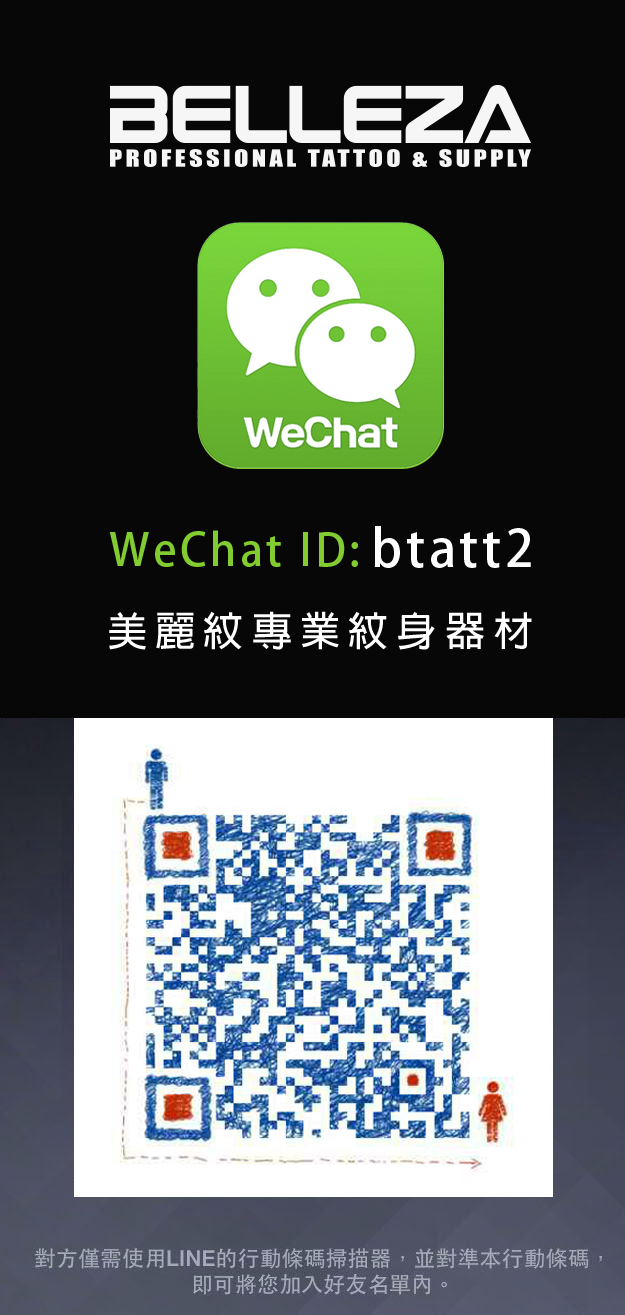 BELLEZA
PROFESSIONAL TATTOO & SUPPLY
WeChat
WeChat ID: btatt2
美麗紋專業紋身器材
對方僅需使用LINE的行動條碼掃描器，並對準本行動條碼，
即可將您加入好友名單內。